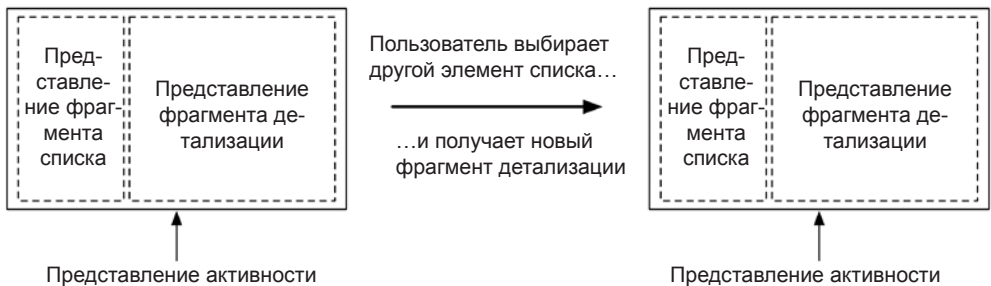 Пред-
ставле-
ние фраг-
мента
списка
Представление
фрагмента де-
тализации
Пользователь выбирает
другой элемент списка…
…и получает новый
фрагмент детализации
Пред-
ставле-
ние фраг-
мента
списка
Представление
фрагмента де-
тализации
Представление активности
Представление активности